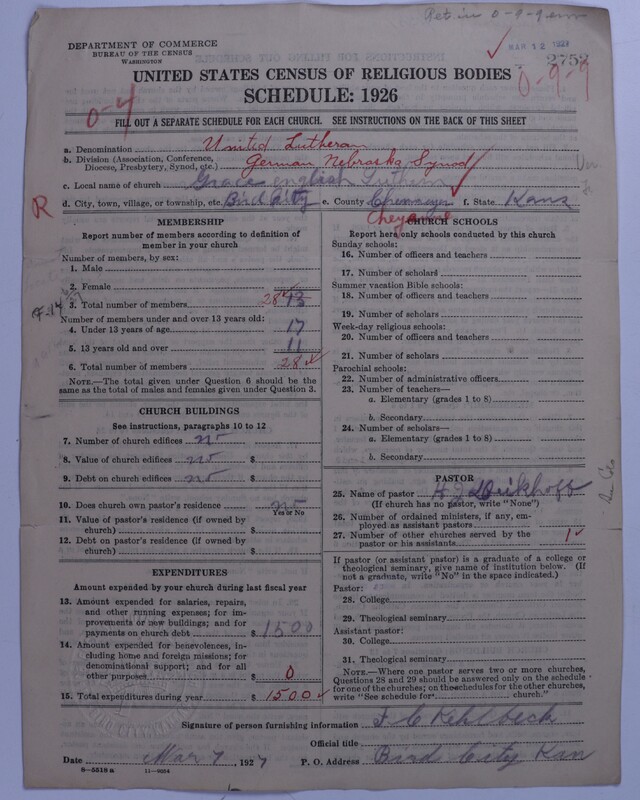 Ret. in 0-9-9
MAR 12 1927
DEPARTMENT OF COMMERCE
BUREAU OF THE CENSUS
WASHINGTON
2753
0-9-9
UNITED STATES CENSUS OF RELIGIOUS BODIES
SCHEDULE: 1926
0-4
FILL OUT A SEPARATE SCHEDULE FOR EACH CHURCH. SEE INSTRUCTIONS ON THE BACK OF THIS SHEET
a. Denomination United Lutheran
b. Division (Association, Conference, Diocese, Presbytery, Synod, etc.) German Nebraska Synod
c. Local name of church Grace english Luthern
d. City, town, village, or township, etc. Bird City e. County Cheyenne f. State Kans
R
MEMBERSHIP
Report number of members according to definition of
member in your church
Number of members, by sex:
1. Male
2. Female
3. Total number of members 28 13
Number of members under and over 13 years old:
4. Under 13 years of age 17
5. 13 years old and over 11
6. Total number of members 28
NOTE.—The total given under Question 6 should be
same as the total of males and females given under Question 3.
CHURCH BUILDINGS
See instructions, paragraphs 10 to 12
7. Number of church edifices no
8. Value of church edifices no $
9. Debt on church edifices no $
10. Does church own pastor's residence no
Yes or No
11. Value of pastor's residence (if owned by
church) $
12. Debt on pastor's residence (if owned by
church) $
EXPENDITURES
Amount expended by your church during last fiscal year
13. Amount expended for salaries, repairs,
and other running expenses; for im-
provements or new buildings; and for
payments on church debt $ 1500
14. Amount expended for benevolences, in-
cluding home and foreign missions; for
denominational support; and for all
other purposes $ 0
15. Total expenditures during year $ 1500
CHURCH SCHOOLS
Report here only schools conducted by this church
Sunday schools:
16. Number of officers and teachers
17. Number of scholars
Summer vacation Bible schools:
18. Number of officers and teachers
19. Number of scholars
Week-day religious schools:
20. Number of officers and teachers
21. Number of scholars
Parochial schools:
22. Number of administrative officers
23. Number of teachers—
a. Elementary (grades 1 to 8)
b. Secondary
24. Number of scholars—
a. Elementary (grades 1 to 8)
b. Secondary
PASTOR
25. Name of pastor H J Dirkhoff
(If church has no pastor, write "None")
26. Number of ordained ministers, if any, em-
ployed as assistant pastors
27. Number of other churches served by the
pastor or his assistants 1
If pastor (or assistant pastor) is a graduate of a college or
theological seminary, give name of institution below. (If
not a graduate, write "No" in the space indicated.)
Pastor:
28. College
29. Theological seminary
Assistant pastor:
30. College
31. Theological seminary
NOTE.—Where one pastor serves two or more churches,
Questions 28 and 29 should be answered only on the schedule
for one of the churches; on the schedules for the other churches,
write "See schedule for church."
Signature of person furnishing information F C Kehlbeck
Official title
Date Mar 7, 1927 P. O. Address Bird City, Kan
8-5518 a 11-9054